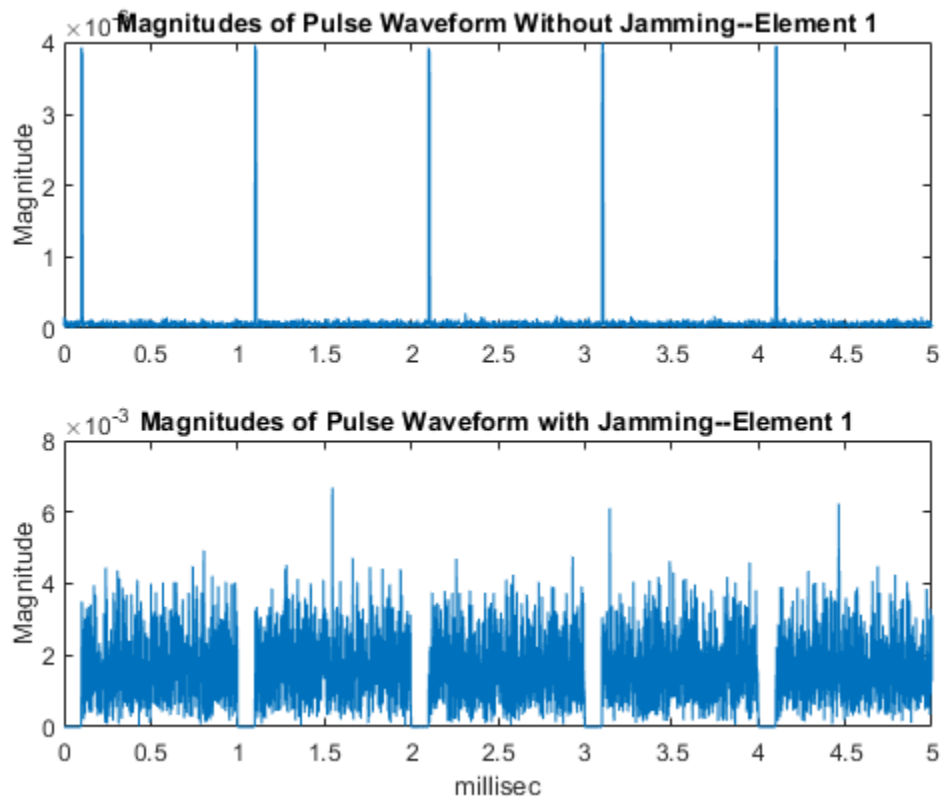 ×10
Magnitudes of Pulse Waveform Without Jamming--Element 1
4
3
2
1
0
Magnitude
0 0.5 1 1.5 2 2.5 3 3.5 4 4.5 5
×10-3
Magnitudes of Pulse Waveform with Jamming--Element 1
8
6
4
2
0
Magnitude
0 0.5 1 1.5 2 2.5 3 3.5 4 4.5 5
millisec